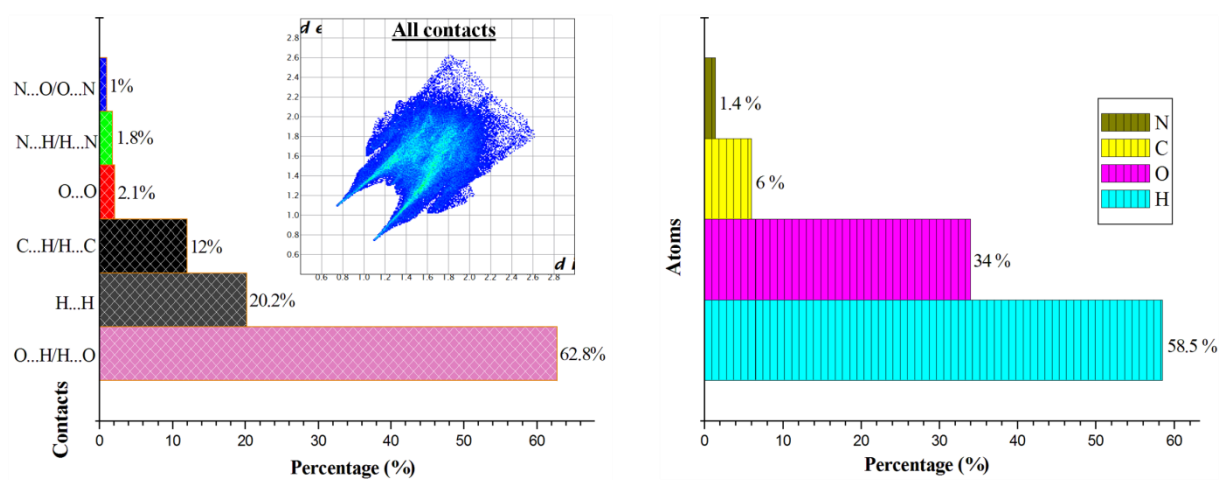 d e
All contacts
2.8
2.6
2.4
2.2
2.0
1.8
1.6
1.4
1.2
1.0
0.8
0.6
0.6 0.8 1.0 1.2 1.4 1.6 1.8 2.0 2.2 2.4 2.6 2.8
d i
N...O/O...N 1%
N...H/H...N 1.8%
O...O 2.1%
C...H/H...C 12%
H...H 20.2%
O...H/H...O 62.8%
Contacts
0 10 20 30 40 50 60
Percentage (%)
1.4 %
6 %
34 %
58.5 %
N
C
O
H
Atoms
0 10 20 30 40 50 60
Percentage (%)